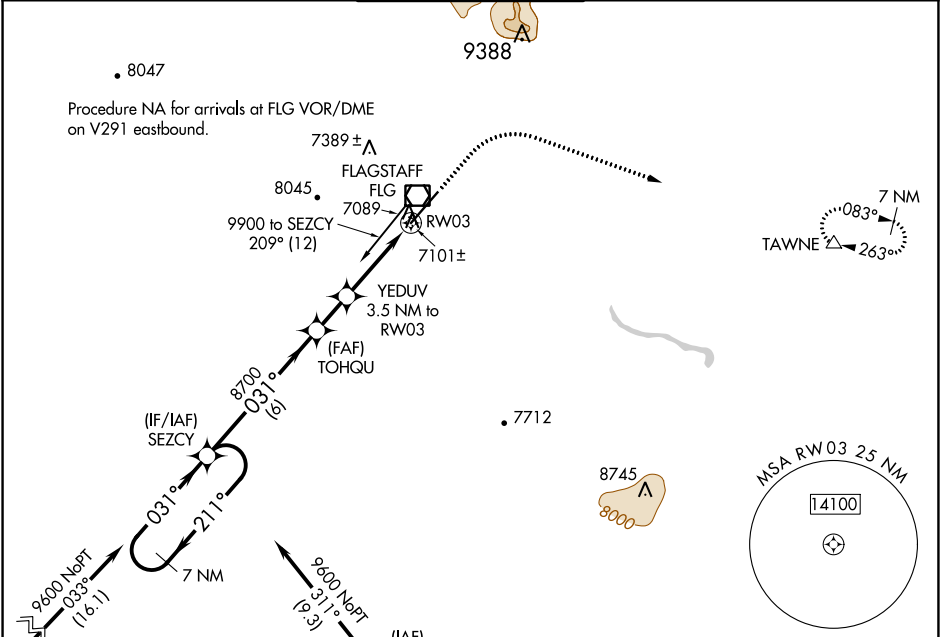 9388
8047
Procedure NA for arrivals at FLG VOR/DME
on V291 eastbound.
7389 ±
FLAGSTAFF
FLG
8045
7089
RW03
9900 to SEZCY
209° (12)
7101±
7 NM
083°
TAWNE
263°
YEDUV
3.5 NM to
RW03
(FAF)
TOHQU
8700
031°
(6)
(IF/IAF)
SEZCY
7712
031°
211°
7 NM
8745
8000
MSA RW03 25 NM
14100
9600 NoPT
033°
(16.1)
9600 NoPT
311°
(9.3)
(IAF)